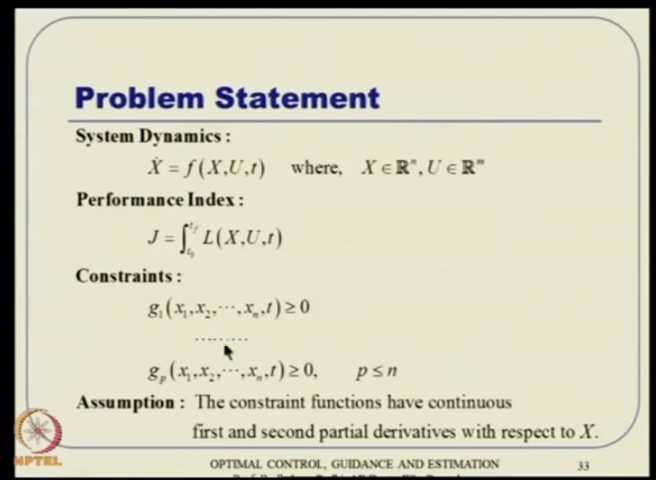 Problem Statement
System Dynamics :
Ẋ = f(X,U,t) where, X ∈ ℝⁿ, U ∈ ℝᵐ
Performance Index :
J = ∫_{t₀}^{t_f} L(X,U,t)
Constraints :
g₁(x₁,x₂,⋯,xₙ,t) ≥ 0
.........
gₚ(x₁,x₂,⋯,xₙ,t) ≥ 0, p ≤ n
Assumption : The constraint functions have continuous
first and second partial derivatives with respect to X.
NPTEL
OPTIMAL CONTROL, GUIDANCE AND ESTIMATION 33